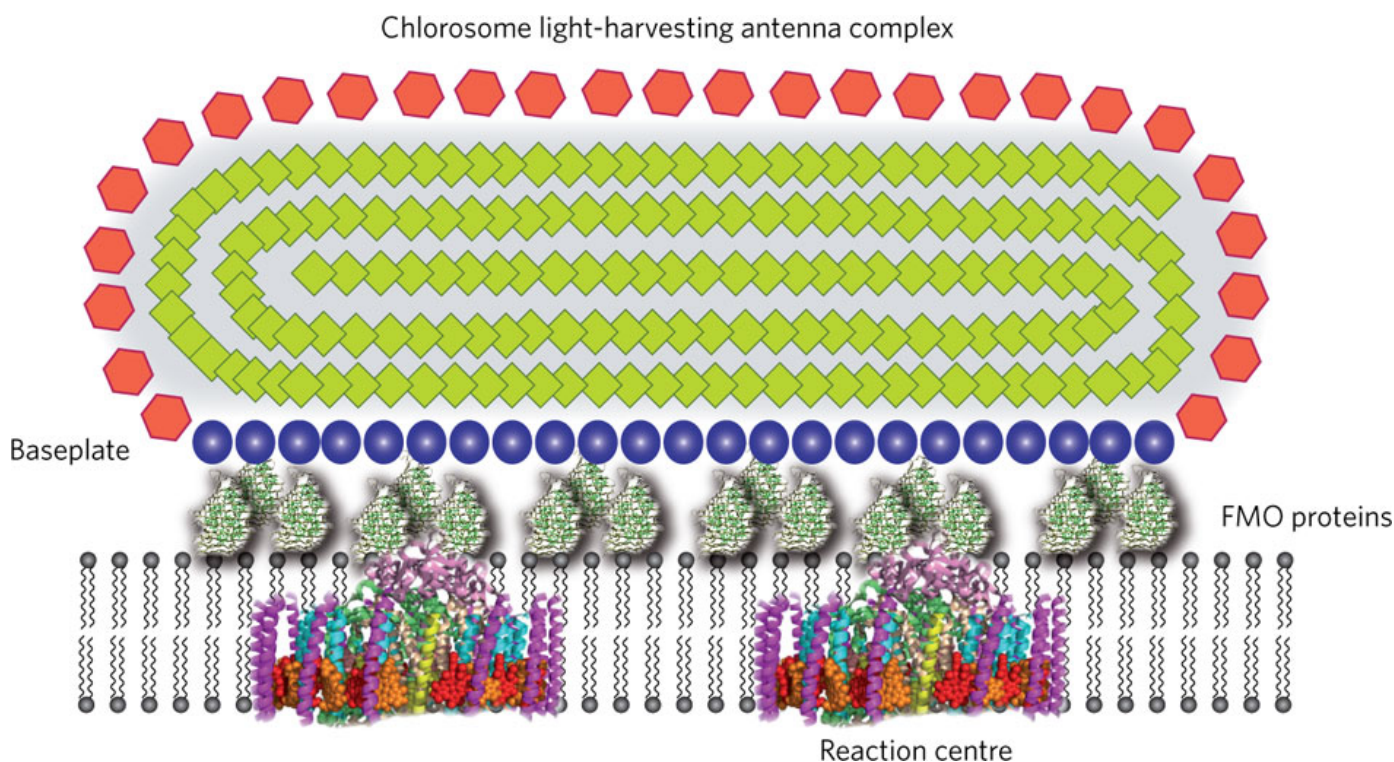 Chlorosome light-harvesting antenna complex
Baseplate
FMO proteins
Reaction centre